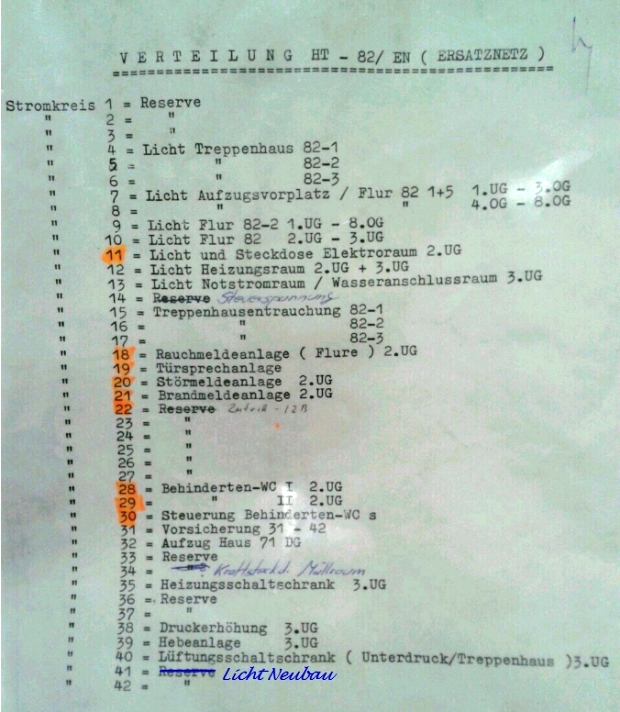 VERTEILUNG HT - 82/ EN ( ERSATZNETZ )
Stromkreis 1 = Reserve
" 2 = "
" 3 = "
" 4 = Licht Treppenhaus 82-1
" 5 = " 82-2
" 6 = " 82-3
" 7 = Licht Aufzugsvorplatz / Flur 82 1+5 1.UG - 3.OG
" 8 = " " 4.OG - 8.OG
" 9 = Licht Flur 82-2 1.UG - 8.OG
" 10 = Licht Flur 82 2.UG - 3.UG
" 11 = Licht und Steckdose Elektroraum 2.UG
" 12 = Licht Heizungsraum 2.UG + 3.UG
" 13 = Licht Notstromraum / Wasseranschlussraum 3.UG
" 14 = Reserve Steuerspannung
" 15 = Treppenhausentrauchung 82-1
" 16 = " 82-2
" 17 = " 82-3
" 18 = Rauchmeldeanlage ( Flure ) 2.UG
" 19 = Türsprechanlage
" 20 = Störmeldeanlage 2.UG
" 21 = Brandmeldeanlage 2.UG
" 22 = Reserve
" 23 = "
" 24 = "
" 25 = "
" 26 = "
" 27 = "
" 28 = Behinderten-WC I 2.UG
" 29 = " II 2.UG
" 30 = Steuerung Behinderten-WC s
" 31 = Vorsicherung 31 - 42
" 32 = Aufzug Haus 71 DG
" 33 = Reserve
" 34 = " Kraftsteckd. Müllraum
" 35 = Heizungsschaltschrank 3.UG
" 36 = Reserve
" 37 = "
" 38 = Druckerhöhung 3.UG
" 39 = Hebeanlage 3.UG
" 40 = Lüftungsschaltschrank ( Unterdruck/Treppenhaus )3.UG
" 41 = Reserve Licht Neubau
" 42 = "